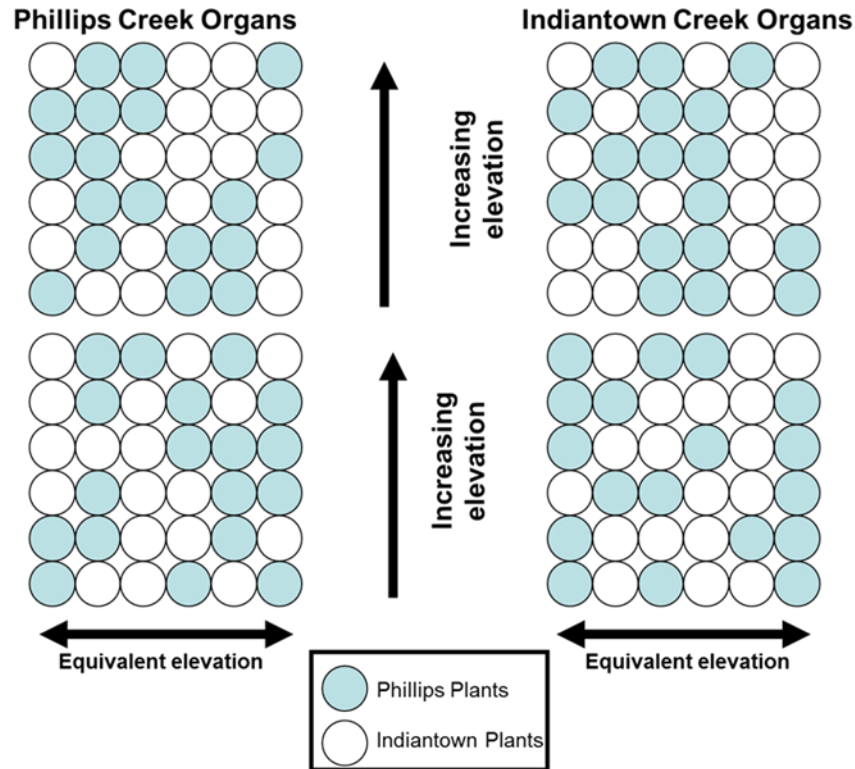 Phillips Creek Organs
Indiantown Creek Organs
Increasing
elevation
Increasing
elevation
Equivalent elevation
Equivalent elevation
Phillips Plants
Indiantown Plants